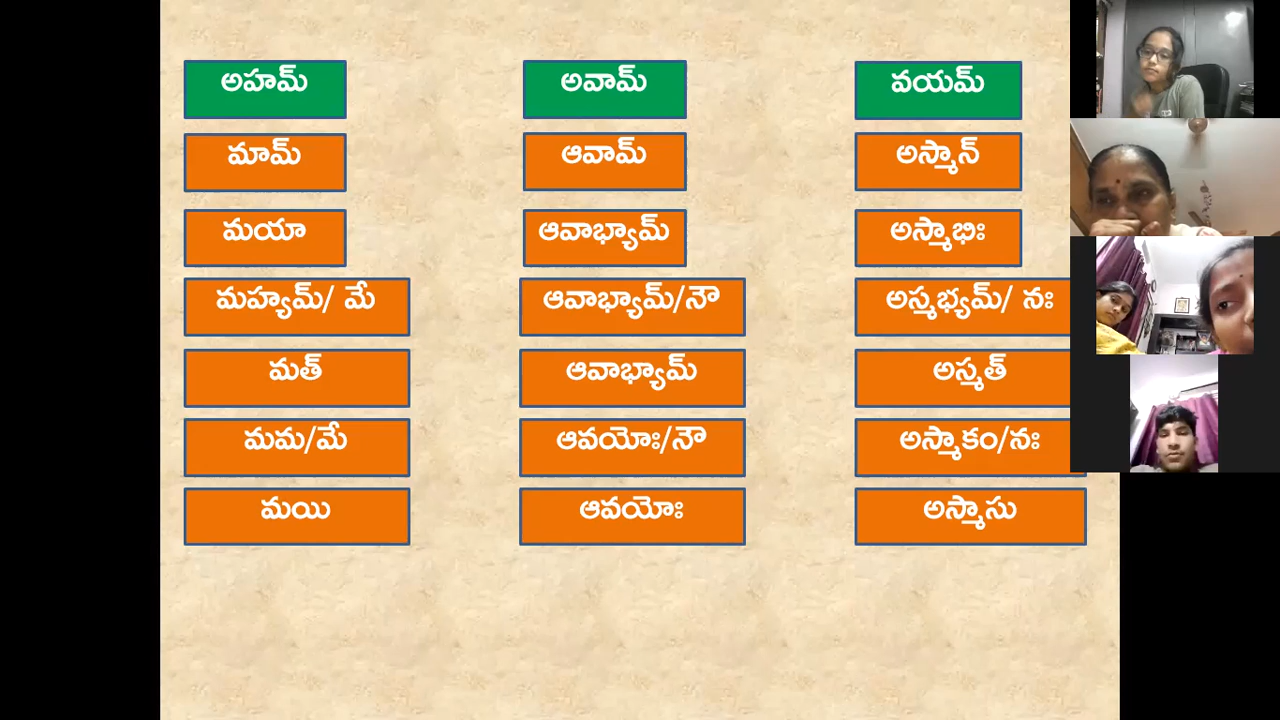 అహమ్ అవామ్ వయమ్
మామ్ ఆవామ్ అస్మాన్
మయా ఆవాభ్యామ్ అస్మాభిః
మహ్యమ్/ మే ఆవాభ్యామ్/నౌ అస్మభ్యమ్/ నః
మత్ ఆవాభ్యామ్ అస్మత్
మమ/మే ఆవయోః/నౌ అస్మాకం/నః
మయి ఆవయోః అస్మాసు